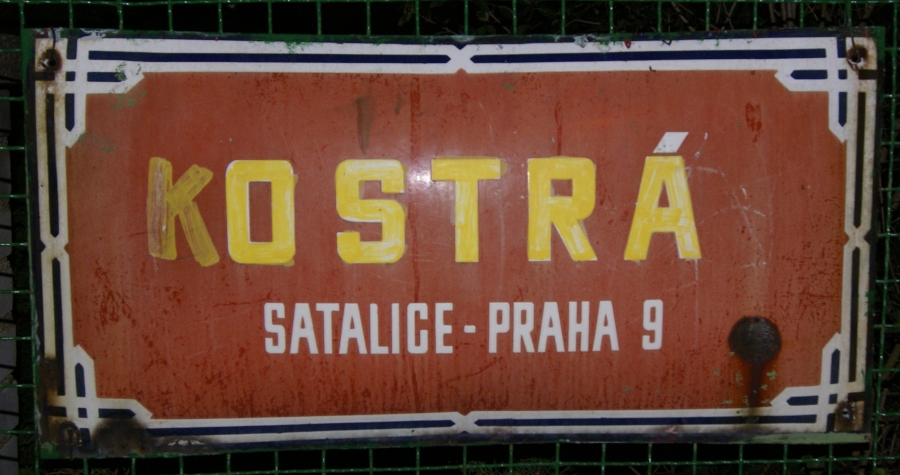 KOSTRÁ
SATALICE - PRAHA 9